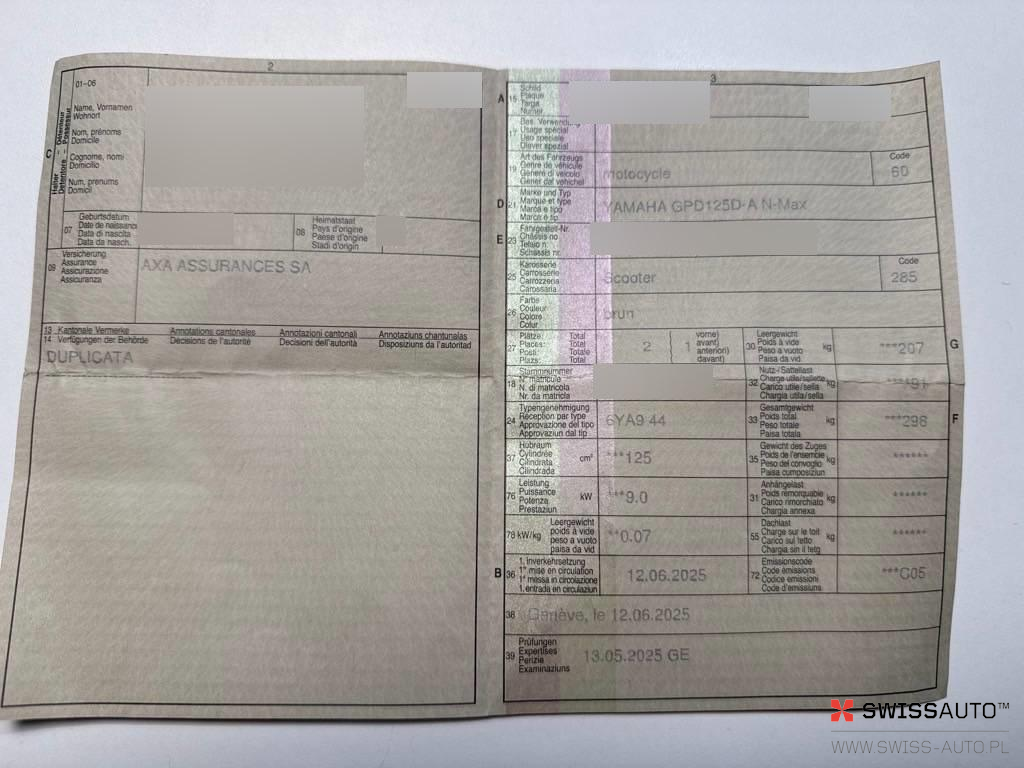 2
01-06
Halter Détenteur
Detentore Possessur
C
Name, Vornamen
Wohnort
Nom, prénoms
Domicile
Cognome, nomi
Domicilio
Num, prenums
Domicil
07
Geburtsdatum
Date de naissance
Data di nascita
Data da nasch.
08
Heimatstaat
Pays d'origine
Paese d'origine
Stadi d'origin
09
Versicherung
Assurance
Assicurazione
Assicuranza
AXA ASSURANCES SA
13 Kantonale Vermerke Annotations cantonales Annotazioni cantonali Annotaziuns chantunalas
14 Verfügungen der Behörde Décisions de l'autorité Decisioni dell'autorità Disposiziuns da l'autoritad
DUPLICATA
3
A 15
Schild
Plaque
Targa
Numer
17
Bes. Verwendung
Usage spécial
Uso speciale
Diever spezial
19
Art des Fahrzeugs
Genre de véhicule
Genere di veicolo
Gener dal vehichel
motocycle
Code
60
D 21
Marke und Typ
Marque et type
Marca e tipo
Marca e tip
YAMAHA GPD125D-A N-Max
E 23
Fahrgestell-Nr.
Châssis no
Telaio n.
Schassis nr.
25
Karosserie
Carrosserie
Carrozzeria
Carossaria
Scooter
Code
285
26
Farbe
Couleur
Colore
Colur
brun
27
Plätze: Total
Places: Total
Posti: Totale
Plazs: Total
2
1
vorne)
avant)
anteriori)
davant)
30
Leergewicht
Poids à vide
Peso a vuoto
Paisa da vid
kg
***207
G
18
Stammnummer
N° matricule
N. di matricola
Nr. da matricla
32
Nutz-/Sattellast
Charge utile/sellette
Carico utile/sella
Chargia utila/sella
kg
***91
24
Typengenehmigung
Réception par type
Approvazione del tipo
Approvaziun dal tip
6YA9 44
33
Gesamtgewicht
Poids total
Peso totale
Paisa totala
kg
***298
F
37
Hubraum
Cylindrée
Cilindrata
Cilindrada
cm³
***125
35
Gewicht des Zuges
Poids de l'ensemble
Peso del convoglio
Paisa cumposiziun
kg
******
76
Leistung
Puissance
Potenza
Prestaziun
kW
***9.0
31
Anhängelast
Poids remorquable
Carico rimorchiato
Chargia annexa
kg
******
78 kW/kg
Leergewicht
poids à vide
peso a vuoto
paisa da vid
**0.07
55
Dachlast
Charge sur le toit
Carico sul tetto
Chargia sin il tetg
kg
******
B 36
1. Inverkehrsetzung
1re mise en circulation
1a messa in circolazione
1. entrada en circulaziun
12.06.2025
72
Emissionscode
Code émissions
Codice emissioni
Code d'emissiuns
***C05
38
Genève, le 12.06.2025
39
Prüfungen
Expertises
Perizie
Examinaziuns
13.05.2025 GE
SWISSAUTO™
WWW.SWISS-AUTO.PL